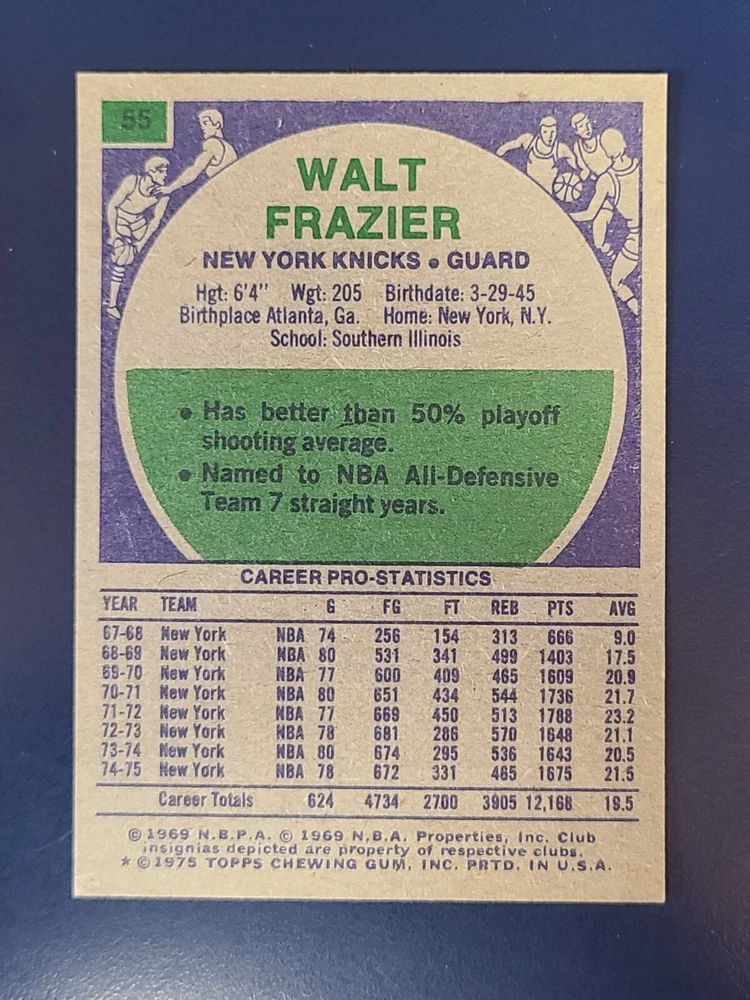 55
WALT
FRAZIER
NEW YORK KNICKS • GUARD
Hgt: 6'4" Wgt: 205 Birthdate: 3-29-45
Birthplace Atlanta, Ga. Home: New York, N.Y.
School: Southern Illinois
• Has better than 50% playoff
shooting average.
• Named to NBA All-Defensive
Team 7 straight years.
CAREER PRO-STATISTICS
YEAR TEAM G FG FT REB PTS AVG
67-68 New York NBA 74 256 154 313 666 9.0
68-69 New York NBA 80 531 341 499 1403 17.5
69-70 New York NBA 77 600 409 465 1609 20.9
70-71 New York NBA 80 651 434 544 1736 21.7
71-72 New York NBA 77 669 450 513 1788 23.2
72-73 New York NBA 78 681 286 570 1648 21.1
73-74 New York NBA 80 674 295 536 1643 20.5
74-75 New York NBA 78 672 331 465 1675 21.5
Career Totals 624 4734 2700 3905 12,168 19.5
© 1969 N.B.P.A. © 1969 N.B.A. Properties, Inc. Club
insignias depicted are property of respective clubs.
* © 1975 TOPPS CHEWING GUM, INC. PRTD. IN U.S.A.